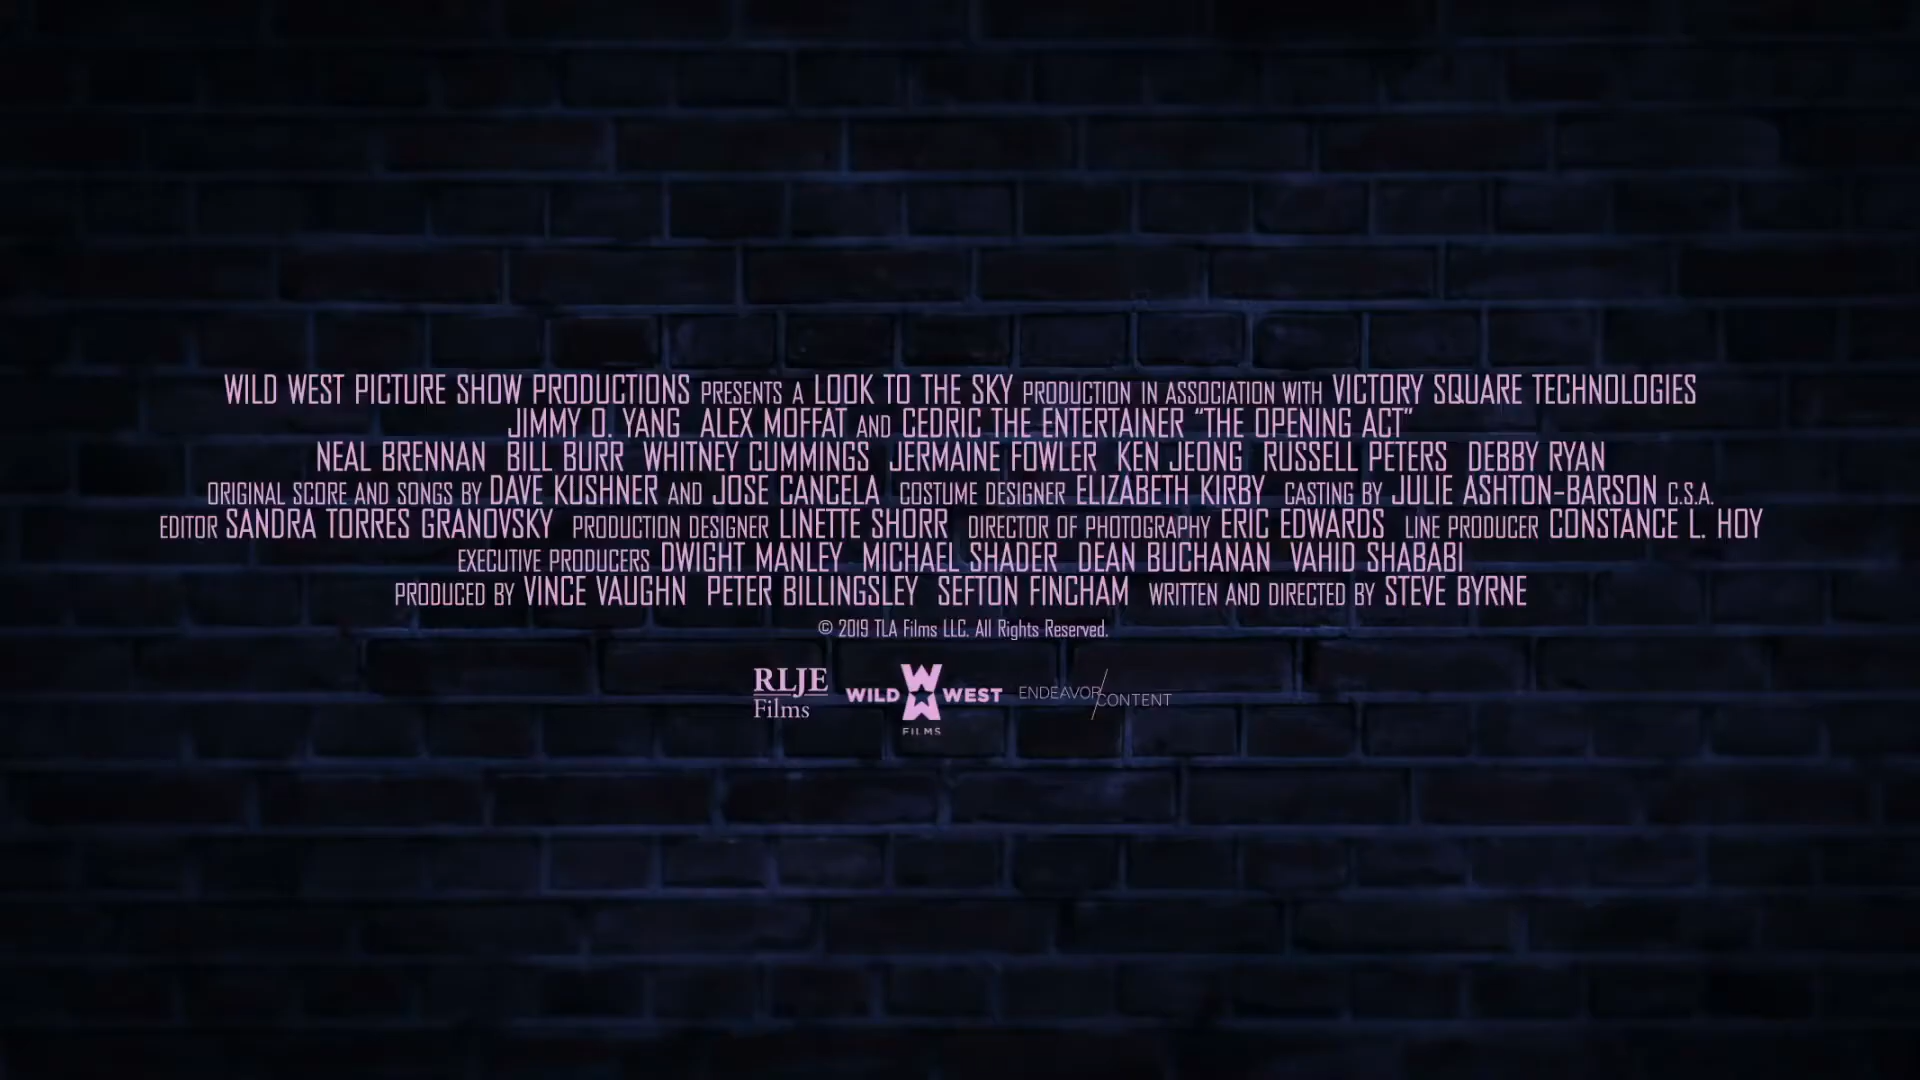 WILD WEST PICTURE SHOW PRODUCTIONS PRESENTS A LOOK TO THE SKY PRODUCTION IN ASSOCIATION WITH VICTORY SQUARE TECHNOLOGIES
JIMMY O. YANG ALEX MOFFAT AND CEDRIC THE ENTERTAINER “THE OPENING ACT”
NEAL BRENNAN BILL BURR WHITNEY CUMMINGS JERMAINE FOWLER KEN JEONG RUSSELL PETERS DEBBY RYAN
ORIGINAL SCORE AND SONGS BY DAVE KUSHNER AND JOSE CANCELA COSTUME DESIGNER ELIZABETH KIRBY CASTING BY JULIE ASHTON-BARSON C.S.A.
EDITOR SANDRA TORRES GRANOVSKY PRODUCTION DESIGNER LINETTE SHORR DIRECTOR OF PHOTOGRAPHY ERIC EDWARDS LINE PRODUCER CONSTANCE L. HOY
EXECUTIVE PRODUCERS DWIGHT MANLEY MICHAEL SHADER DEAN BUCHANAN VAHID SHABABI
PRODUCED BY VINCE VAUGHN PETER BILLINGSLEY SEFTON FINCHAM WRITTEN AND DIRECTED BY STEVE BYRNE
© 2019 TLA Films LLC. All Rights Reserved.
RLJE
Films
W
WILD WEST
W
FILMS
ENDEAVOR/CONTENT